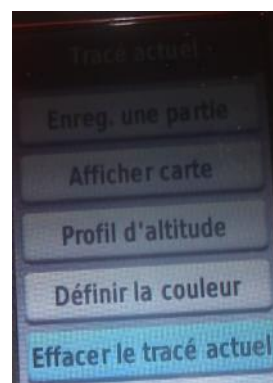 Tracé actuel
Enreg. une partie
Afficher carte
Profil d'altitude
Définir la couleur
Effacer le tracé actuel